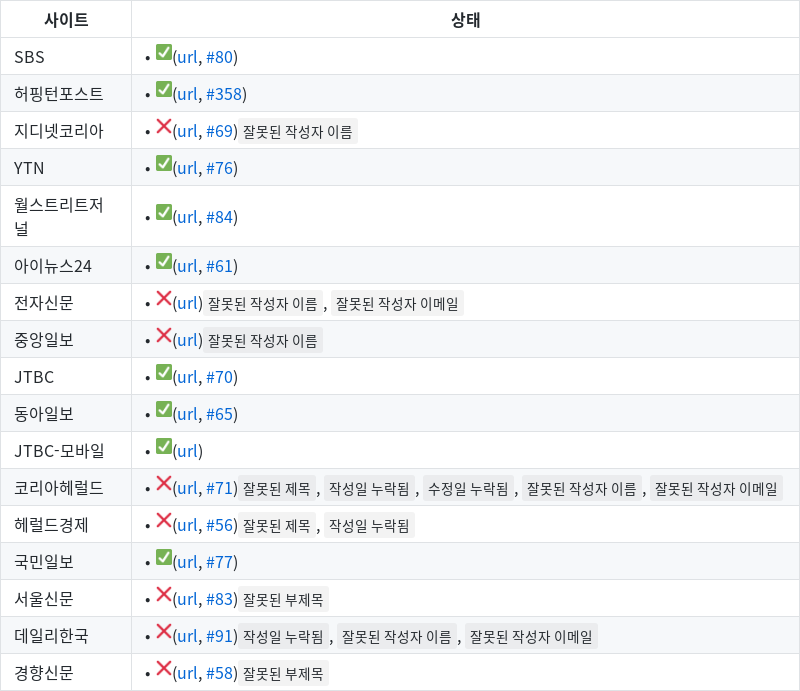 사이트 상태
SBS • ✅(url, #80)
허핑턴포스트 • ✅(url, #358)
지디넷코리아 • ❌(url, #69) 잘못된 작성자 이름
YTN • ✅(url, #76)
월스트리트저
널 • ✅(url, #84)
아이뉴스24 • ✅(url, #61)
전자신문 • ❌(url) 잘못된 작성자 이름 , 잘못된 작성자 이메일
중앙일보 • ❌(url) 잘못된 작성자 이름
JTBC • ✅(url, #70)
동아일보 • ✅(url, #65)
JTBC-모바일 • ✅(url)
코리아헤럴드 • ❌(url, #71) 잘못된 제목 , 작성일 누락됨 , 수정일 누락됨 , 잘못된 작성자 이름 , 잘못된 작성자 이메일
헤럴드경제 • ❌(url, #56) 잘못된 제목 , 작성일 누락됨
국민일보 • ✅(url, #77)
서울신문 • ❌(url, #83) 잘못된 부제목
데일리한국 • ❌(url, #91) 작성일 누락됨 , 잘못된 작성자 이름 , 잘못된 작성자 이메일
경향신문 • ❌(url, #58) 잘못된 부제목